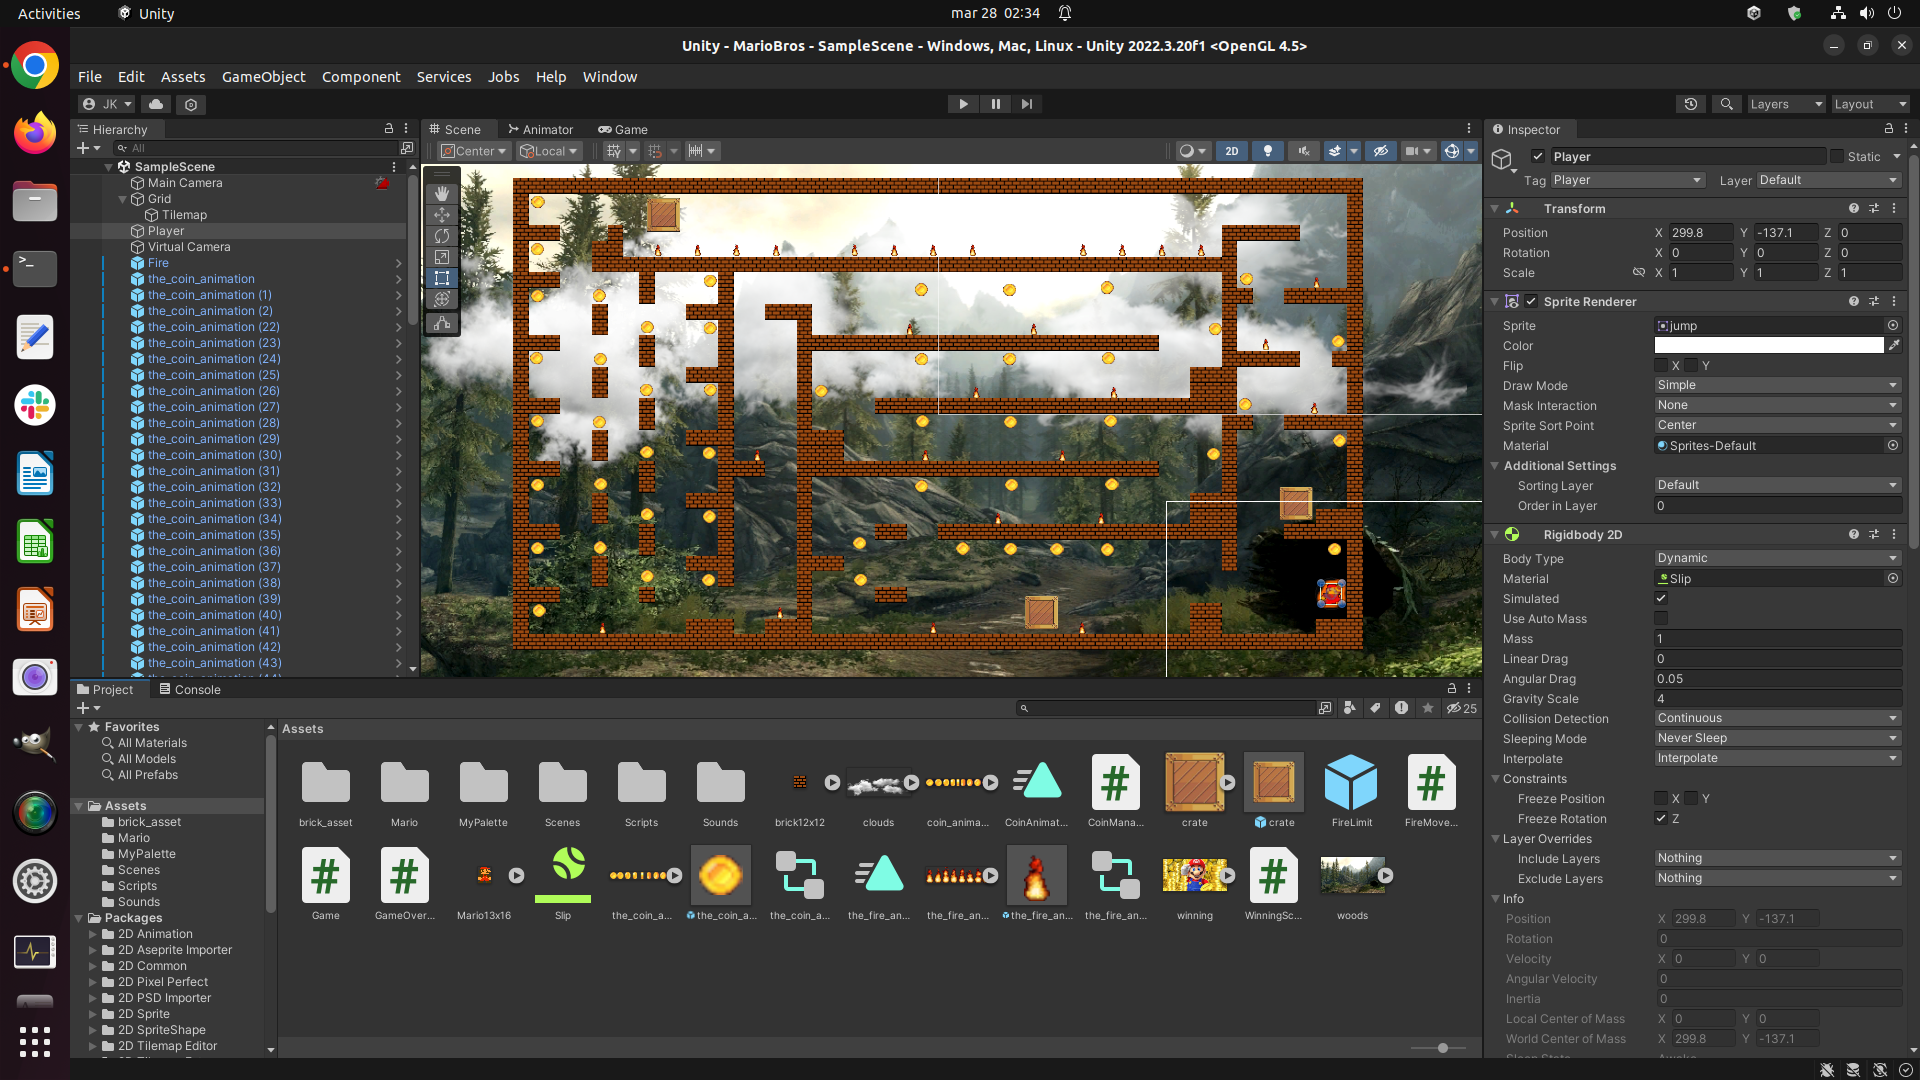 Activities Unity mar 28 02:34
Unity - MarioBros - SampleScene - Windows, Mac, Linux - Unity 2022.3.20f1 <OpenGL 4.5>
File Edit Assets GameObject Component Services Jobs Help Window
JK Layers Layout
Hierarchy
All
SampleScene
Main Camera
Grid
Tilemap
Player
Virtual Camera
Fire
the_coin_animation
the_coin_animation (1)
the_coin_animation (2)
the_coin_animation (22)
the_coin_animation (23)
the_coin_animation (24)
the_coin_animation (25)
the_coin_animation (26)
the_coin_animation (27)
the_coin_animation (28)
the_coin_animation (29)
the_coin_animation (30)
the_coin_animation (31)
the_coin_animation (32)
the_coin_animation (33)
the_coin_animation (34)
the_coin_animation (35)
the_coin_animation (36)
the_coin_animation (37)
the_coin_animation (38)
the_coin_animation (39)
the_coin_animation (40)
the_coin_animation (41)
the_coin_animation (42)
the_coin_animation (43)
Scene Animator Game
Center Local 2D
Inspector
Player Static
Tag Player Layer Default
Transform
Position X 299.8 Y -137.1 Z 0
Rotation X 0 Y 0 Z 0
Scale X 1 Y 1 Z 1
Sprite Renderer
Sprite jump
Color
Flip X Y
Draw Mode Simple
Mask Interaction None
Sprite Sort Point Center
Material Sprites-Default
Additional Settings
Sorting Layer Default
Order in Layer 0
Rigidbody 2D
Body Type Dynamic
Material Slip
Simulated
Use Auto Mass
Mass 1
Linear Drag 0
Angular Drag 0.05
Gravity Scale 4
Collision Detection Continuous
Sleeping Mode Never Sleep
Interpolate Interpolate
Constraints
Freeze Position X Y
Freeze Rotation Z
Layer Overrides
Include Layers Nothing
Exclude Layers Nothing
Info
Position X 299.8 Y -137.1
Rotation 0
Velocity X 0 Y 0
Angular Velocity 0
Inertia 0
Local Center of Mass X 0 Y 0
World Center of Mass X 299.8 Y -137.1
Project Console
25
Favorites
All Materials
All Models
All Prefabs
Assets
brick_asset
Mario
MyPalette
Scenes
Scripts
Sounds
Packages
2D Animation
2D Aseprite Importer
2D Common
2D Pixel Perfect
2D PSD Importer
2D Sprite
2D SpriteShape
2D Tilemap Editor
Assets
brick_asset Mario MyPalette Scenes Scripts Sounds brick12x12 clouds coin_anima... CoinAnimat... CoinMana... crate crate FireLimit FireMove...
Game GameOver... Mario13x16 Slip the_coin_a... the_coin_a... the_coin_a... the_fire_an... the_fire_an... the_fire_an... the_fire_an... winning WinningSc... woods